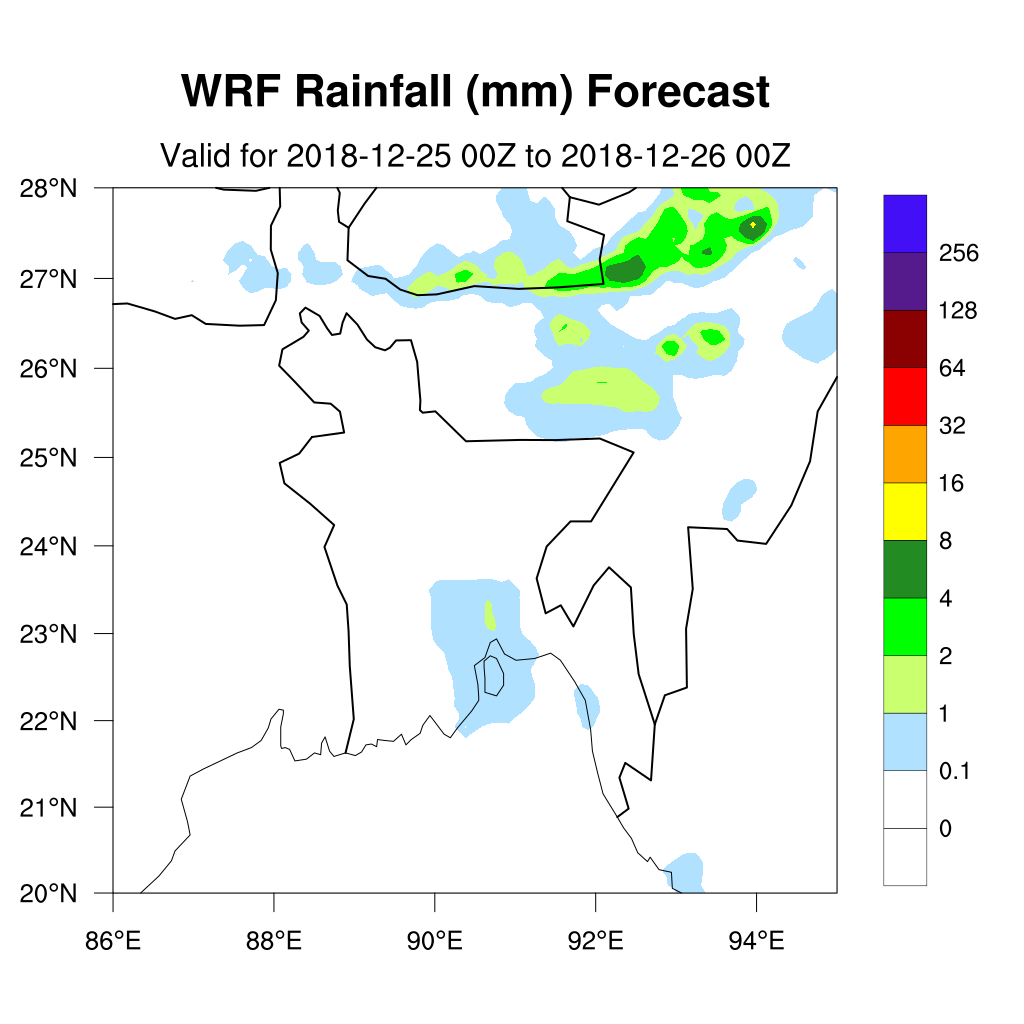 WRF Rainfall (mm) Forecast
Valid for 2018-12-25 00Z to 2018-12-26 00Z
28°N
27°N
26°N
25°N
24°N
23°N
22°N
21°N
20°N
86°E 88°E 90°E 92°E 94°E
256
128
64
32
16
8
4
2
1
0.1
0